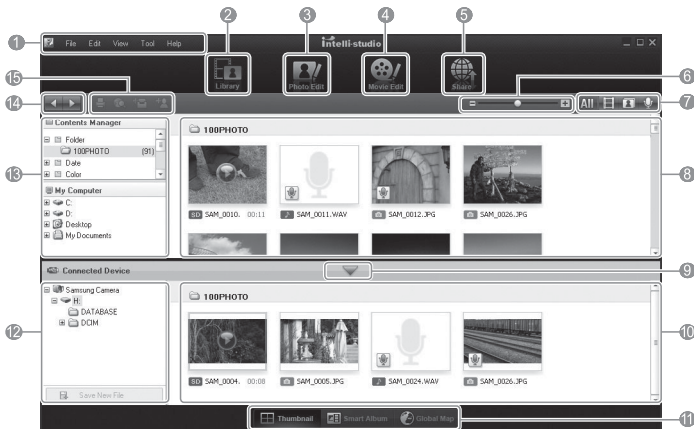 2 3 4 5
1 File Edit View Tool Help intelli-studio
15 Library Photo Edit Movie Edit Share 6
14 All 7
Contents Manager 100PHOTO
Folder
100PHOTO (91)
Date
Color
13 SD SAM_0010. 00:11 SAM_0011.WAV SAM_0012.JPG SAM_0026.JPG 8
My Computer
C:
D:
Desktop
My Documents
Connected Device 9
Samsung Camera 100PHOTO
H:
DATABASE
DCIM
12 10
SD SAM_0004. 00:08 SAM_0005.JPG SAM_0024.WAV SAM_0026.JPG
Save New File
Thumbnail Smart Album Global Map 11